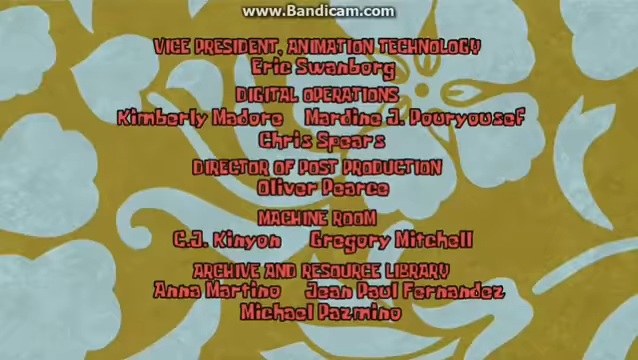 www.Bandicam.com
VICE PRESIDENT, ANIMATION TECHNOLOGY
Eric Swanborg
DIGITAL OPERATIONS
Kimberly Madore Mardine J. Pouryousef
Chris Spears
DIRECTOR OF POST PRODUCTION
Oliver Pearce
MACHINE ROOM
C.J. Kinyon Gregory Mitchell
ARCHIVE AND RESOURCE LIBRARY
Anna Martino Jean Paul Fernandez
Michael Pazmino